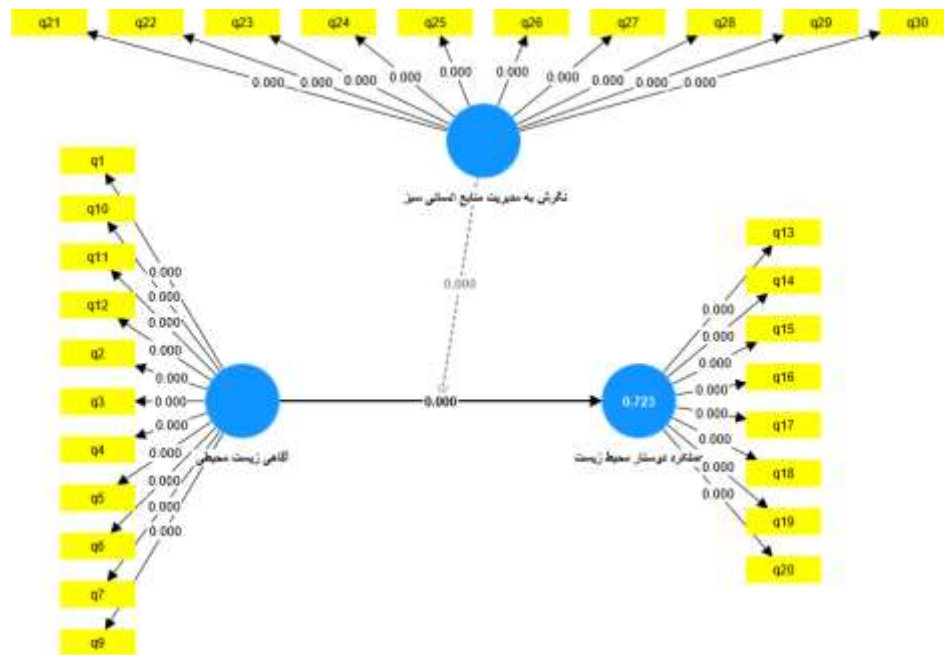 q21 q22 q23 q24 q25 q26 q27 q28 q29 q30
0.000 0.000 0.000 0.000 0.000 0.000 0.000 0.000 0.000 0.000
نگرش به مدیریت منابع انسانی سبز
0.000
q1
q10
q11
q12
q2
q3
q4
q5
q6
q7
q9
0.000
0.000
0.000
0.000
0.000
0.000
0.000
0.000
0.000
0.000
0.000
آگاهی زیست محیطی
0.000
0.723
عملکرد دوستار محیط زیست
0.000
0.000
0.000
0.000
0.000
0.000
0.000
0.000
q13
q14
q15
q16
q17
q18
q19
q20